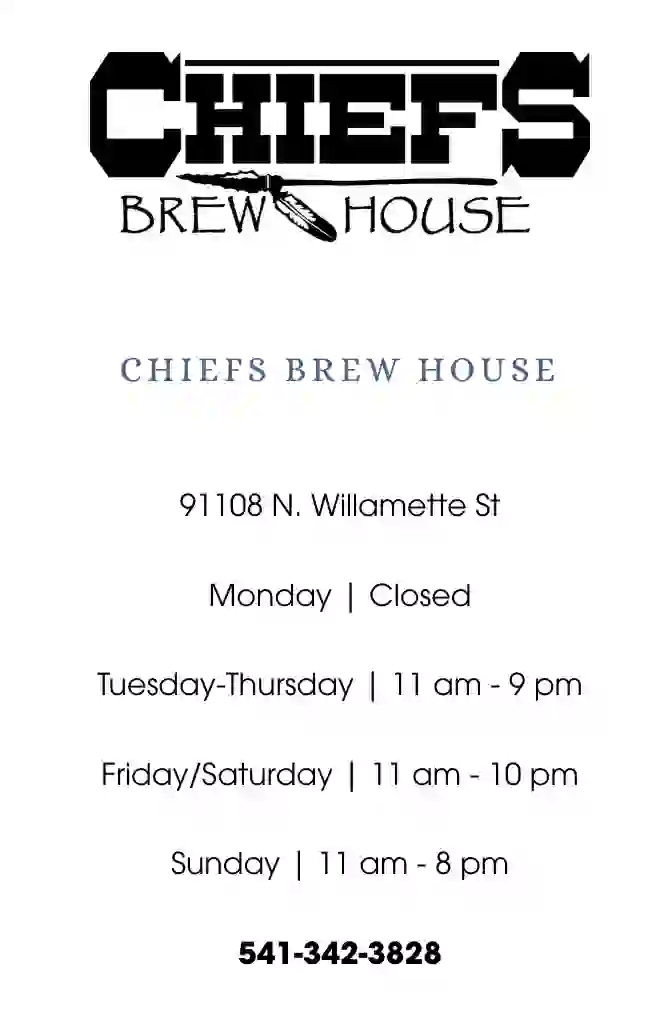 CHIEFS
BREW HOUSE
CHIEFS BREW HOUSE
91108 N. Willamette St
Monday | Closed
Tuesday-Thursday | 11 am - 9 pm
Friday/Saturday | 11 am - 10 pm
Sunday | 11 am - 8 pm
541-342-3828